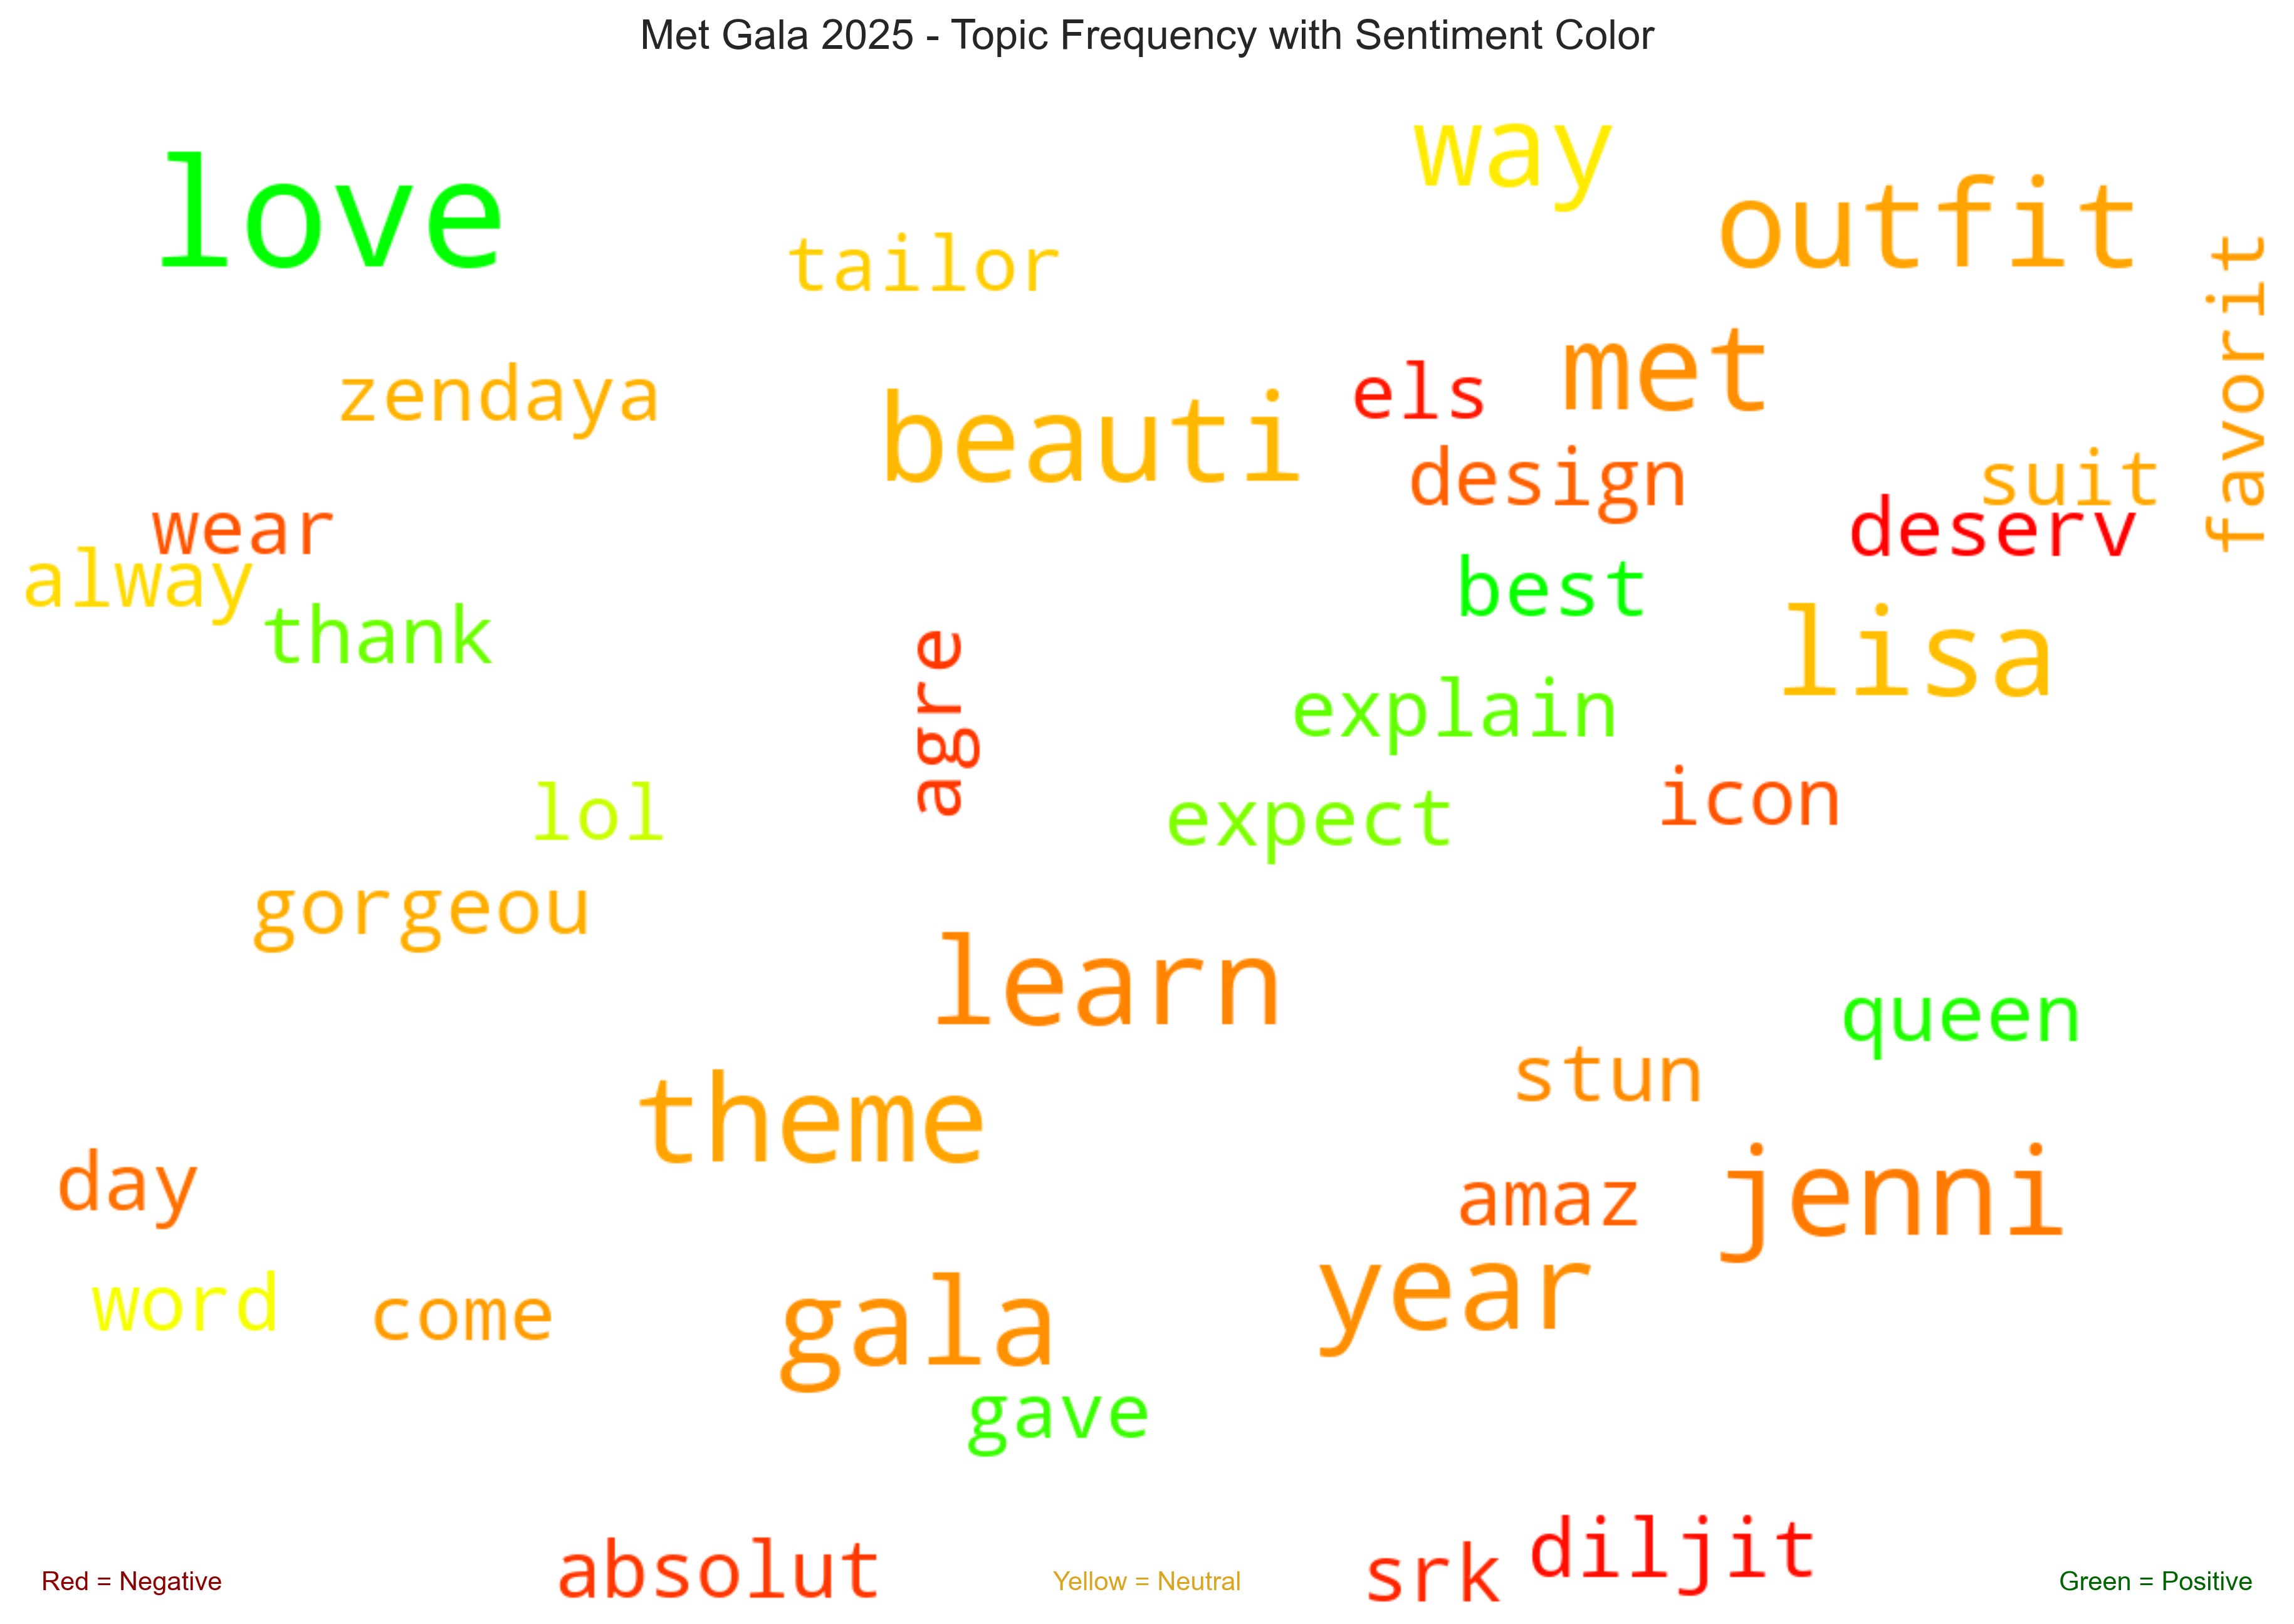 Met Gala 2025 - Topic Frequency with Sentiment Color
way
love
outfit
tailor
favorit
met
zendaya
els
beauti
design
suit
wear
deserv
alway
best
thank
lisa
agre
explain
icon
lol
expect
gorgeou
learn
queen
stun
theme
day
amaz
jenni
year
word
come
gala
gave
diljit
absolut
srk
Red = Negative
Yellow = Neutral
Green = Positive